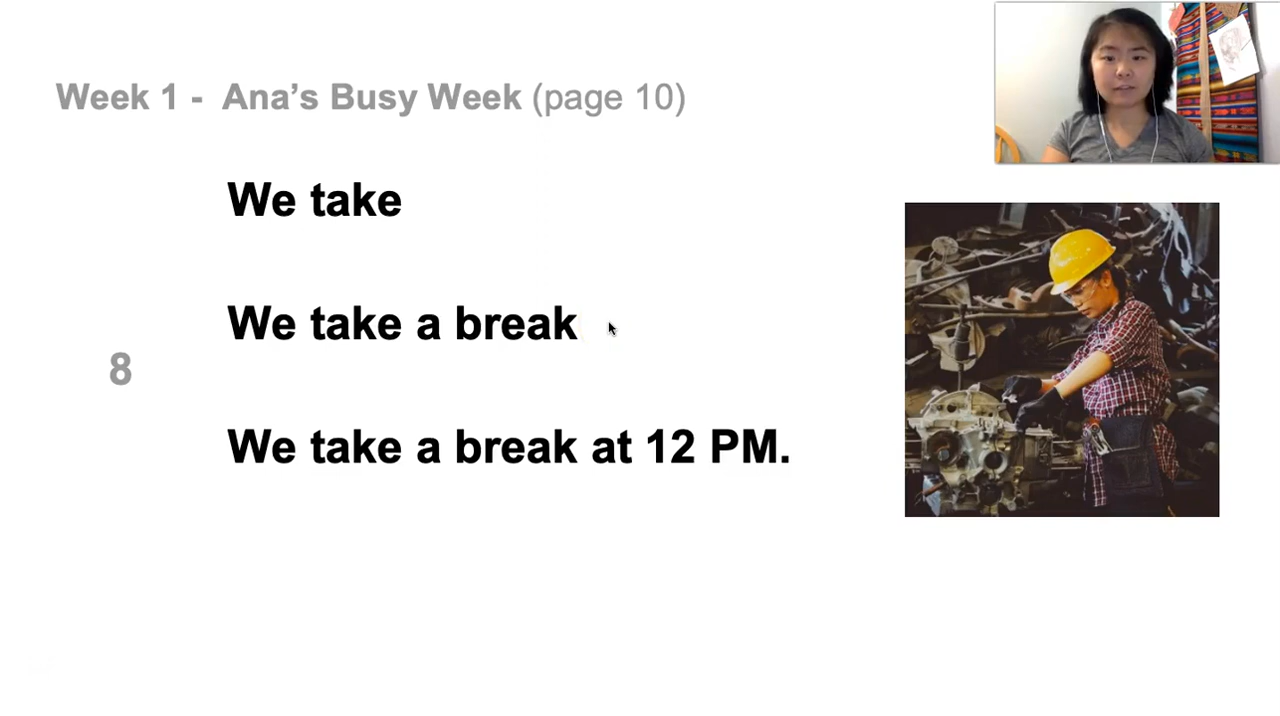 Week 1 - Ana's Busy Week (page 10)
We take
We take a break
8
We take a break at 12 PM.